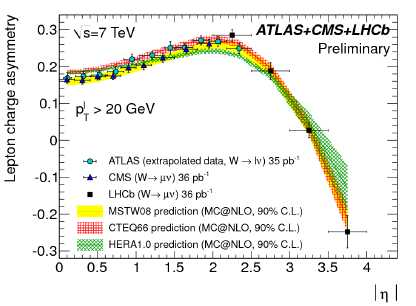 √s=7 TeV
ATLAS+CMS+LHCb
Preliminary
Lepton charge asymmetry
p_T^l > 20 GeV
ATLAS (extrapolated data, W → lν) 35 pb⁻¹
CMS (W→ μν) 36 pb⁻¹
LHCb (W→ μν) 36 pb⁻¹
MSTW08 prediction (MC@NLO, 90% C.L.)
CTEQ66 prediction (MC@NLO, 90% C.L.)
HERA1.0 prediction (MC@NLO, 90% C.L.)
0.3
0.2
0.1
0
-0.1
-0.2
-0.3
0 0.5 1 1.5 2 2.5 3 3.5 4
|η|